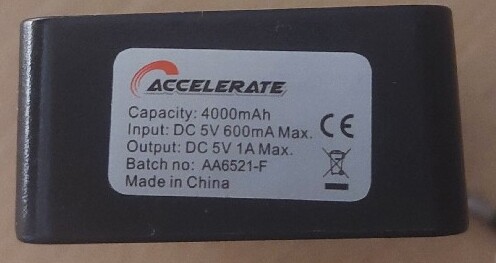 ACCELERATE
Capacity: 4000mAh
Input: DC 5V 600mA Max.
Output: DC 5V 1A Max.
Batch no: AA6521-F
Made in China
CE